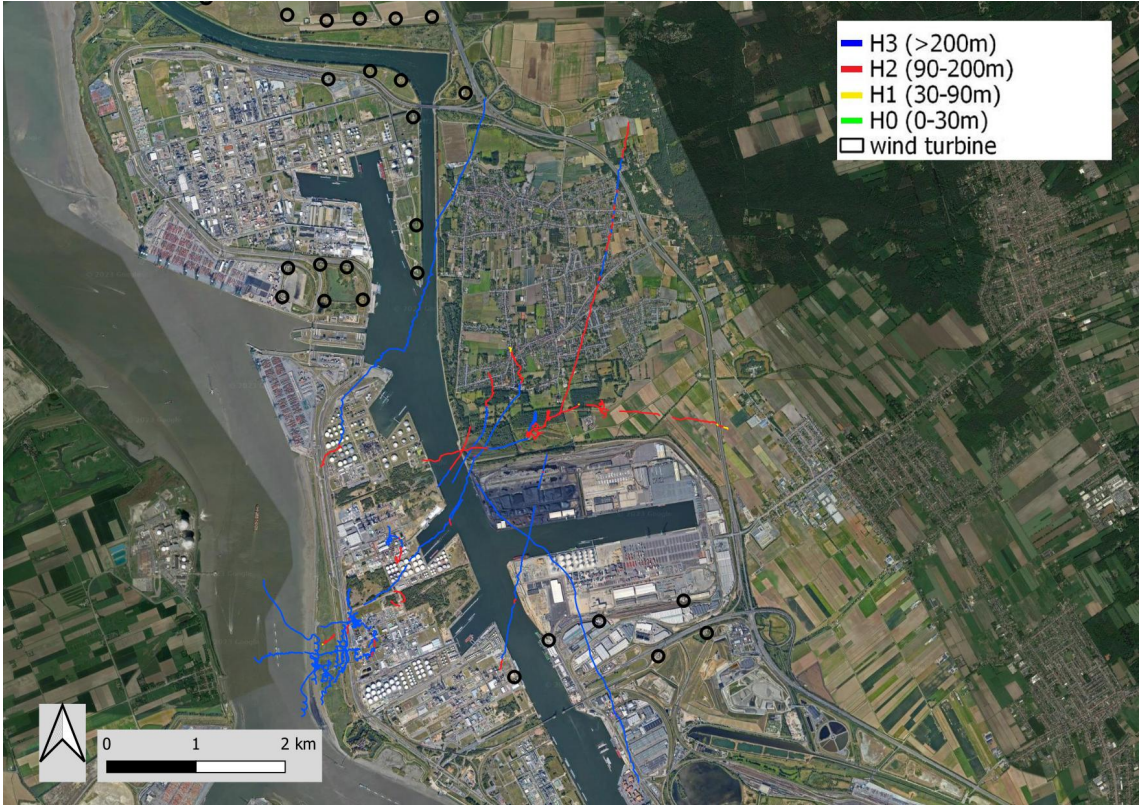 H3 (>200m)
H2 (90-200m)
H1 (30-90m)
H0 (0-30m)
wind turbine
0 1 2 km